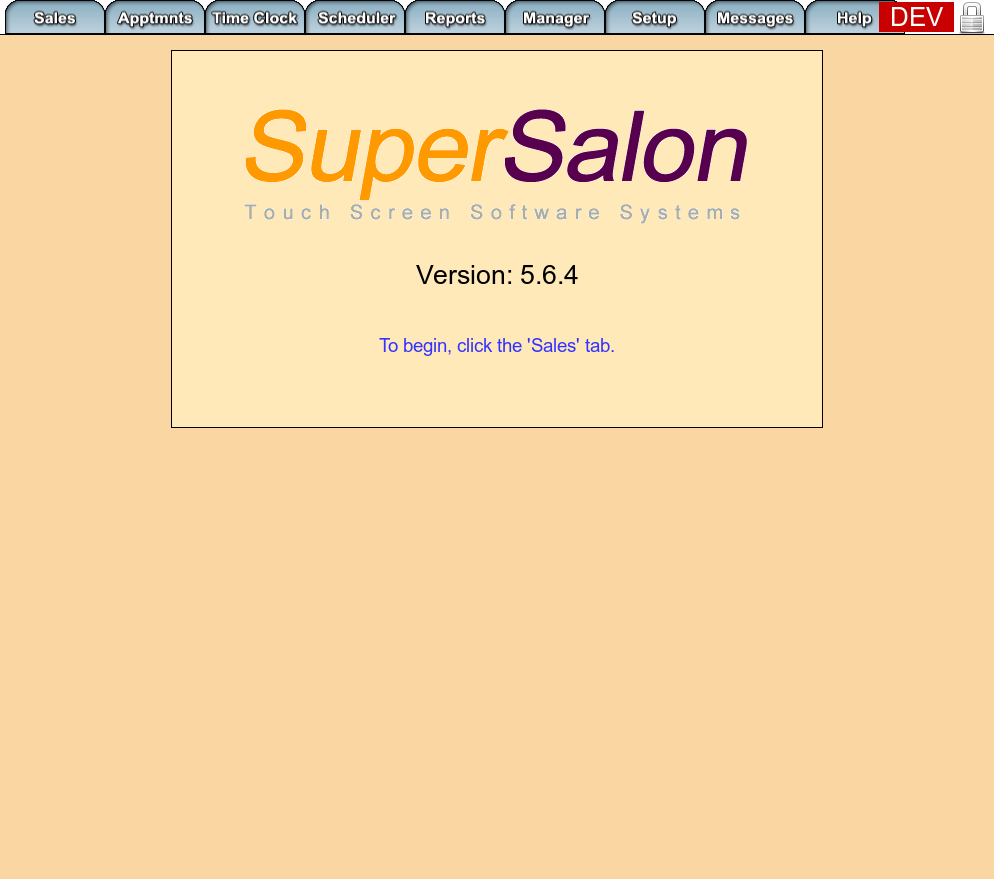 Sales Apptmnts Time Clock Scheduler Reports Manager Setup Messages Help DEV
SuperSalon
Touch Screen Software Systems
Version: 5.6.4
To begin, click the 'Sales' tab.